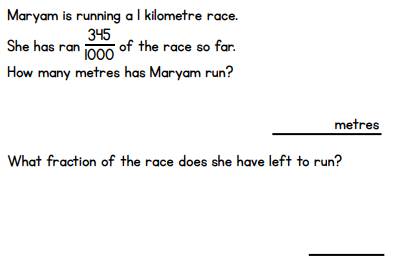 Maryam is running a 1 kilometre race.
She has ran 345/1000 of the race so far.
How many metres has Maryam run?
metres
What fraction of the race does she have left to run?